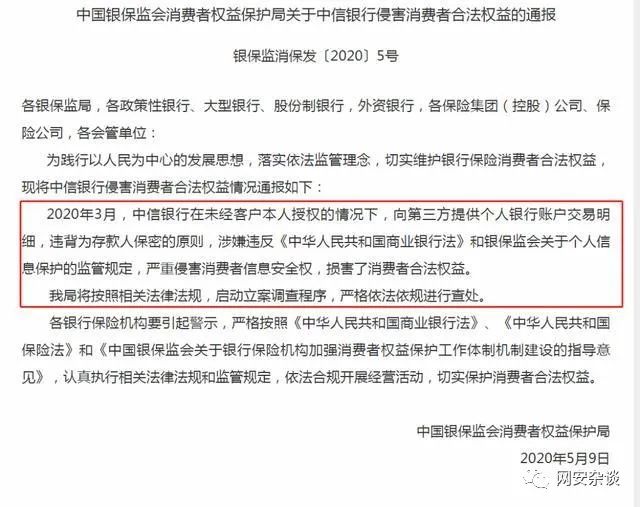 中国银保监会消费者权益保护局关于中信银行侵害消费者合法权益的通报
银保监消保发〔2020〕5号
各银保监局，各政策性银行、大型银行、股份制银行，外资银行，各保险集团（控股）公司、保
险公司，各会管单位：
为践行以人民为中心的发展思想，落实依法监管理念，切实维护银行保险消费者合法权益，
现将中信银行侵害消费者合法权益情况通报如下：
2020年3月，中信银行在未经客户本人授权的情况下，向第三方提供个人银行账户交易明
细，违背为存款人保密的原则，涉嫌违反《中华人民共和国商业银行法》和银保监会关于个人信
息保护的监管规定，严重侵害消费者信息安全权，损害了消费者合法权益。
我局将按照相关法律法规，启动立案调查程序，严格依法依规进行查处。
各银行保险机构要引起警示，严格按照《中华人民共和国商业银行法》、《中华人民共和国
保险法》和《中国银保监会关于银行保险机构加强消费者权益保护工作体制机制建设的指导意
见》，认真执行相关法律法规和监管规定，依法合规开展经营活动，切实保护消费者合法权益。
中国银保监会消费者权益保护局
2020年5月9日
网安杂谈